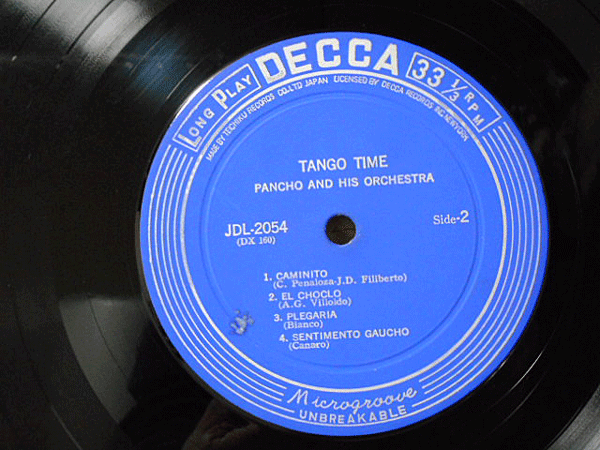 LONG PLAY DECCA 33 1/3 RPM
MADE BY TEICHIKU RECORDS CO.,LTD JAPAN LICENSED BY DECCA RECORDS INC. NEW YORK
TANGO TIME
PANCHO AND HIS ORCHESTRA
JDL-2054
(DX 160)
Side-2
1. CAMINITO
(C. Penaloza-J.D. Filiberto)
2. EL CHOCLO
(A.G. Villoldo)
3. PLEGARIA
(Bianco)
4. SENTIMENTO GAUCHO
(Canaro)
Microgroove
UNBREAKABLE